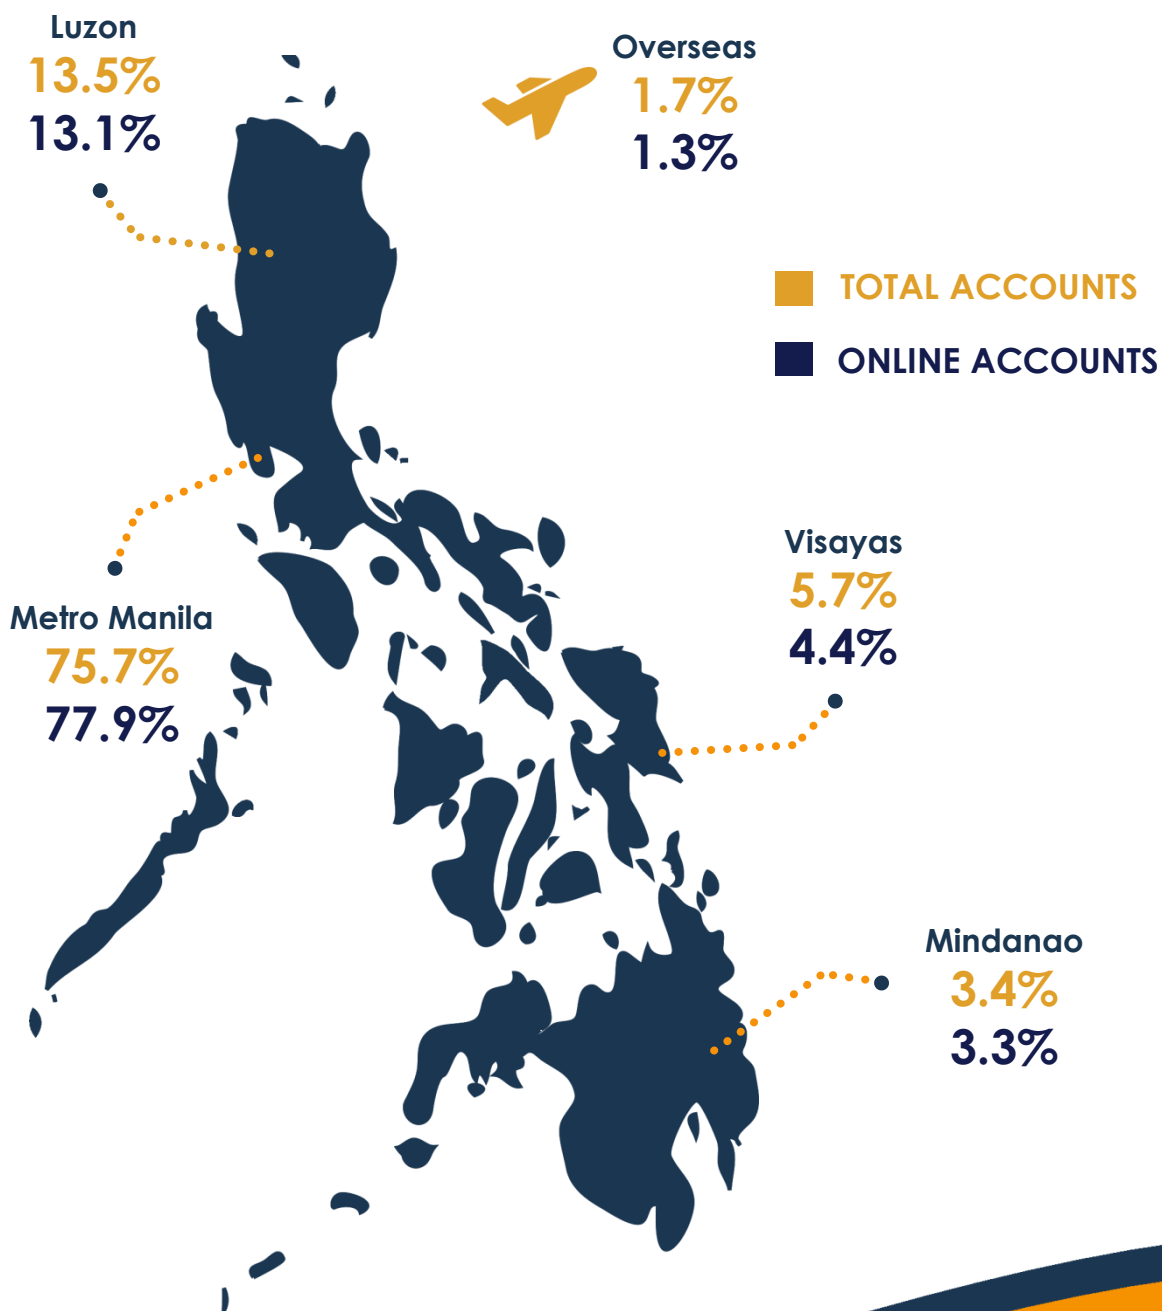 Luzon
13.5%
13.1%
Overseas
1.7%
1.3%
TOTAL ACCOUNTS
ONLINE ACCOUNTS
Metro Manila
75.7%
77.9%
Visayas
5.7%
4.4%
Mindanao
3.4%
3.3%